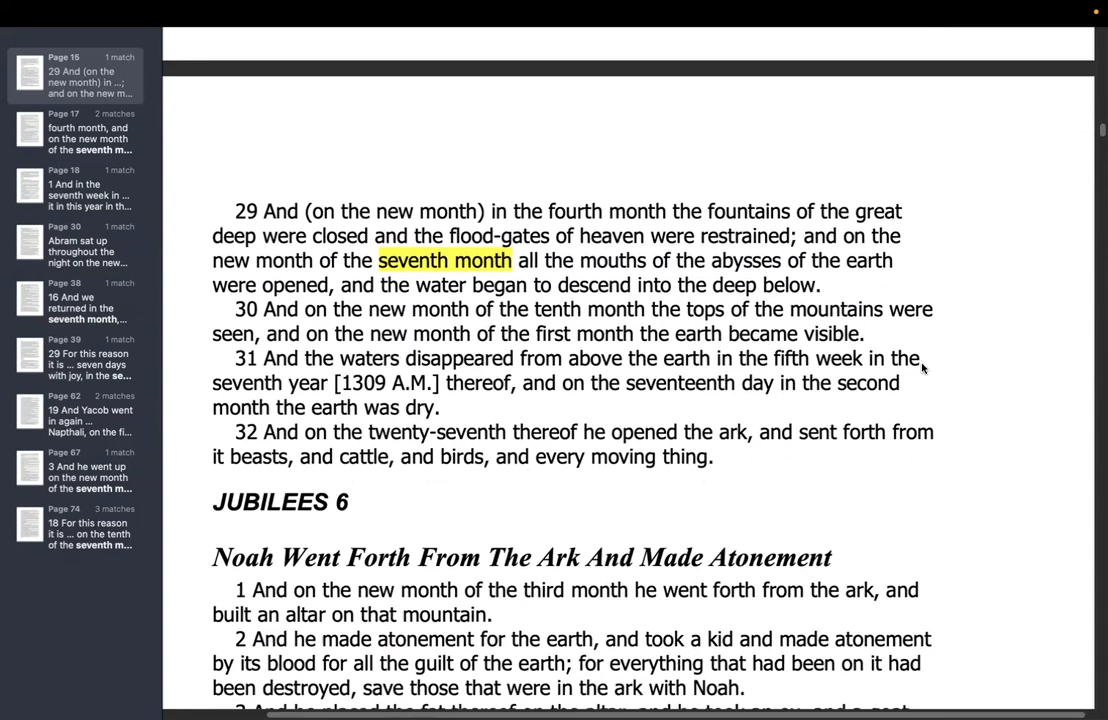 Page 15 1 match
29 And (on the
new month) in ...;
and on the new m...
Page 17 2 matches
fourth month, and
on the new month
of the seventh m...
Page 18 1 match
1 And in the
seventh week in ...
it in this year in th...
Page 30 1 match
Abram sat up
throughout the
night on the new...
Page 38 1 match
16 And we
returned in the
seventh month,...
Page 39 1 match
29 For this reason
it is ... seven days
with joy, in the se...
Page 62 2 matches
19 And Yacob went
in again ...
Napthali, on the fi...
Page 67 1 match
3 And he went up
on the new month
of the seventh m...
Page 74 3 matches
18 For this reason
it is ... on the tenth
of the seventh m...
29 And (on the new month) in the fourth month the fountains of the great
deep were closed and the flood-gates of heaven were restrained; and on the
new month of the seventh month all the mouths of the abysses of the earth
were opened, and the water began to descend into the deep below.
30 And on the new month of the tenth month the tops of the mountains were
seen, and on the new month of the first month the earth became visible.
31 And the waters disappeared from above the earth in the fifth week in the
seventh year [1309 A.M.] thereof, and on the seventeenth day in the second
month the earth was dry.
32 And on the twenty-seventh thereof he opened the ark, and sent forth from
it beasts, and cattle, and birds, and every moving thing.
JUBILEES 6
Noah Went Forth From The Ark And Made Atonement
1 And on the new month of the third month he went forth from the ark, and
built an altar on that mountain.
2 And he made atonement for the earth, and took a kid and made atonement
by its blood for all the guilt of the earth; for everything that had been on it had
been destroyed, save those that were in the ark with Noah.
3 And he placed the fat thereof on the altar, and he took an ox, and a goat,